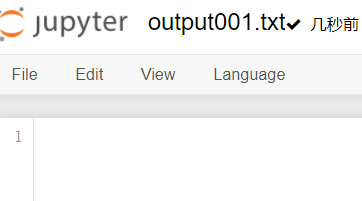 jupyter output001.txt✔ 几秒前
File Edit View Language
1